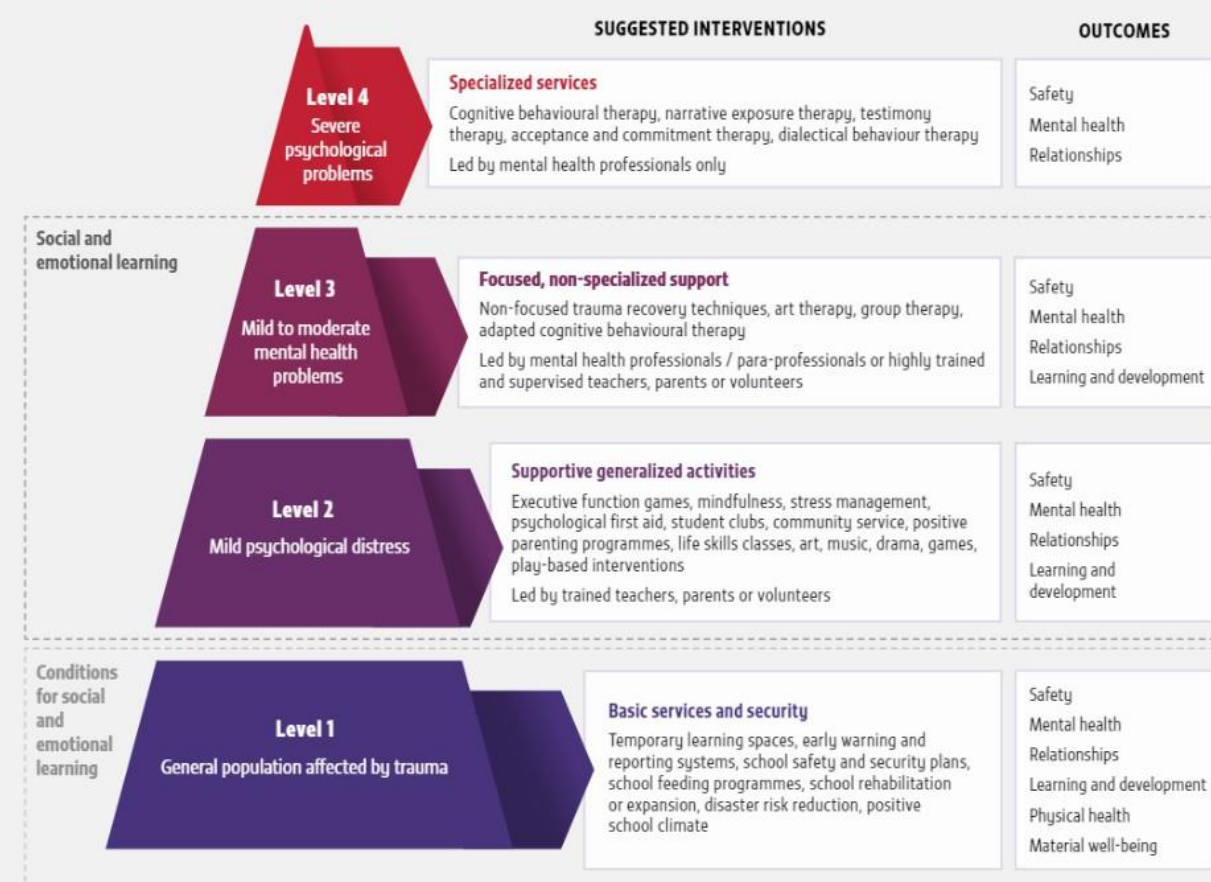 SUGGESTED INTERVENTIONS
OUTCOMES
Level 4
Severe
psychological
problems
Specialized services
Cognitive behavioural therapy, narrative exposure therapy, testimony
therapy, acceptance and commitment therapy, dialectical behaviour therapy
Led by mental health professionals only
Safety
Mental health
Relationships
Social and
emotional learning
Level 3
Mild to moderate
mental health
problems
Focused, non-specialized support
Non-focused trauma recovery techniques, art therapy, group therapy,
adapted cognitive behavioural therapy
Led by mental health professionals / para-professionals or highly trained
and supervised teachers, parents or volunteers
Safety
Mental health
Relationships
Learning and development
Level 2
Mild psychological distress
Supportive generalized activities
Executive function games, mindfulness, stress management,
psychological first aid, student clubs, community service, positive
parenting programmes, life skills classes, art, music, drama, games,
play-based interventions
Led by trained teachers, parents or volunteers
Safety
Mental health
Relationships
Learning and
development
Conditions
for social
and
emotional
learning
Level 1
General population affected by trauma
Basic services and security
Temporary learning spaces, early warning and
reporting systems, school safety and security plans,
school feeding programmes, school rehabilitation
or expansion, disaster risk reduction, positive
school climate
Safety
Mental health
Relationships
Learning and development
Physical health
Material well-being